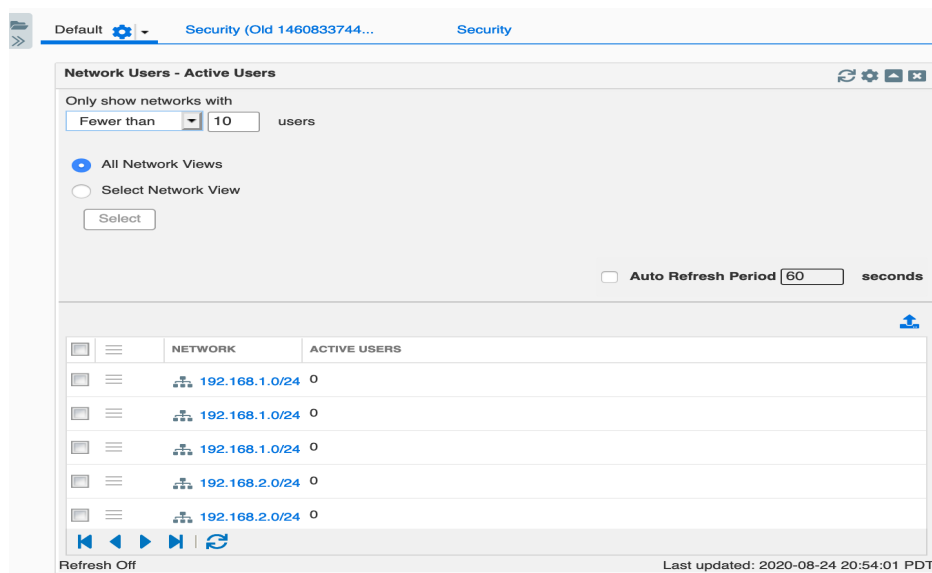 Default Security (Old 1460833744... Security
Network Users - Active Users
Only show networks with
Fewer than 10 users
All Network Views
Select Network View
Select
Auto Refresh Period 60 seconds
NETWORK ACTIVE USERS
192.168.1.0/24 0
192.168.1.0/24 0
192.168.1.0/24 0
192.168.2.0/24 0
192.168.2.0/24 0
Refresh Off Last updated: 2020-08-24 20:54:01 PDT